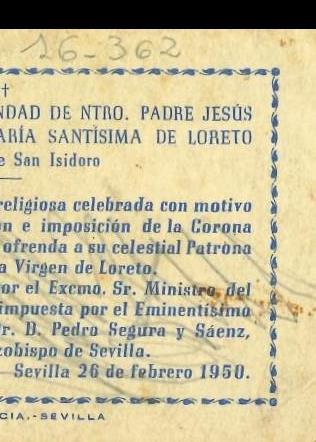 26-362
†
NDAD DE NTRO. PADRE JESÚS
ARÍA SANTÍSIMA DE LORETO
e San Isidoro
religiosa celebrada con motivo
n e imposición de la Corona
ofrenda a su celestial Patrona
a Virgen de Loreto.
or el Excmo. Sr. Ministro del
impuesta por el Eminentísimo
r. D. Pedro Segura y Sáenz,
zobispo de Sevilla.
Sevilla 26 de febrero 1950.
CIA.-SEVILLA